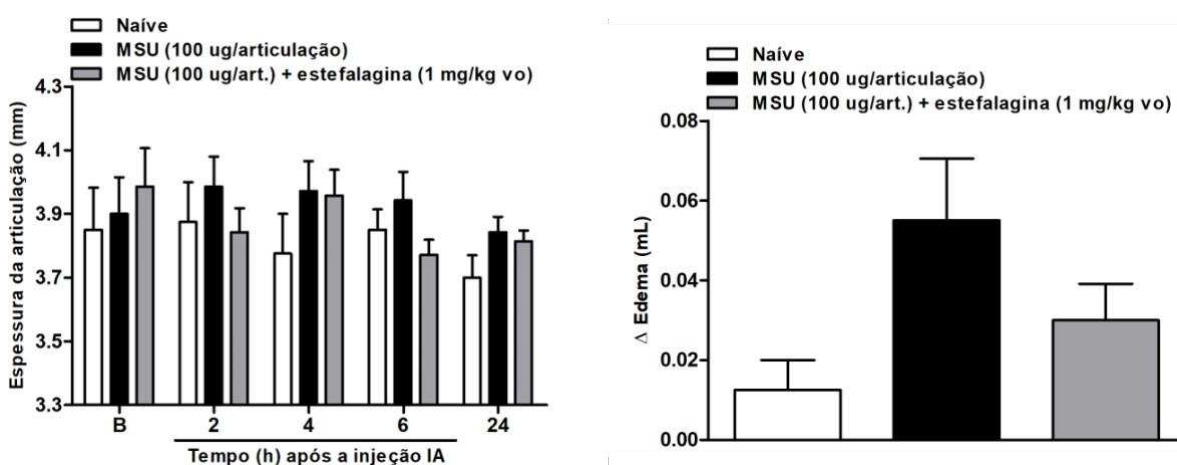 Naïve
MSU (100 ug/articulação)
MSU (100 ug/art.) + estefalagina (1 mg/kg vo)
Espessura da articulação (mm)
4.3
4.1
3.9
3.7
3.5
3.3
B 2 4 6 24
Tempo (h) após a injeção IA
Naïve
MSU (100 ug/articulação)
MSU (100 ug/art.) + estefalagina (1 mg/kg vo)
Δ Edema (mL)
0.08
0.06
0.04
0.02
0.00